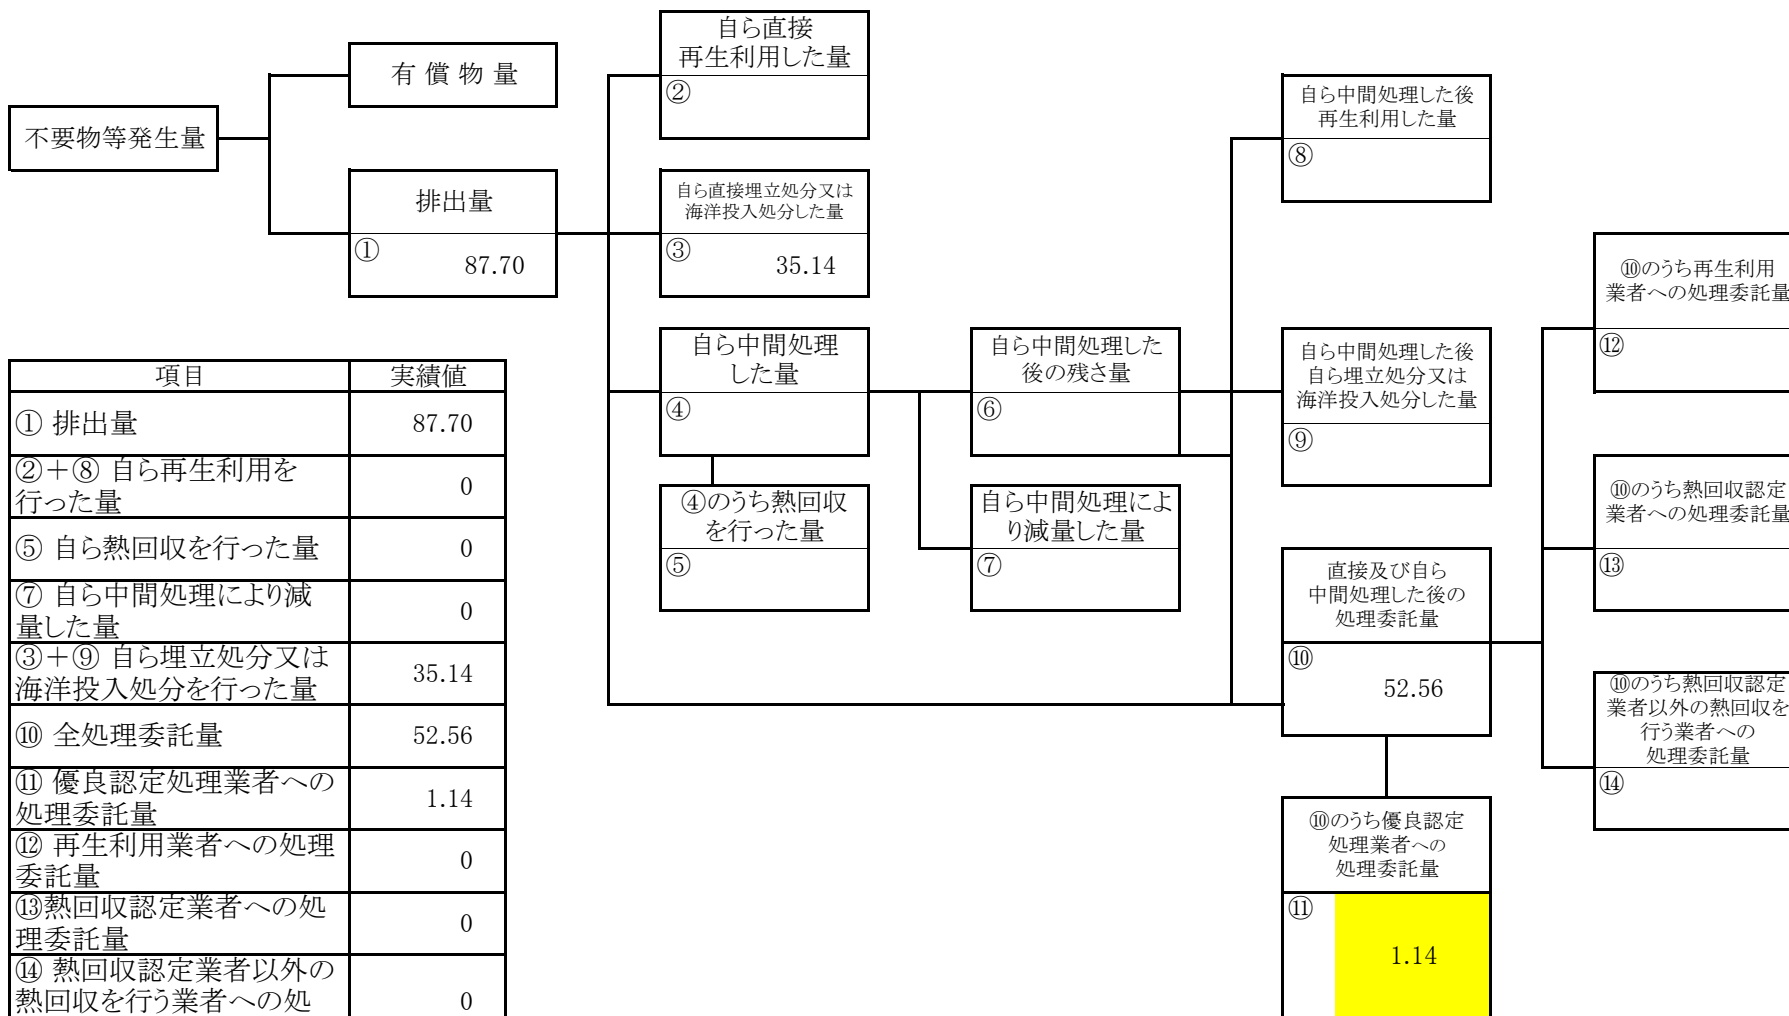 自ら直接
再生利用した量
②
有 償 物 量
不要物等発生量
排出量
①
87.70
自ら直接埋立処分又は
海洋投入処分した量
③
35.14
自ら中間処理
した量
④
④のうち熱回収
を行った量
⑤
自ら中間処理した
後の残さ量
⑥
自ら中間処理によ
り減量した量
⑦
自ら中間処理した後
再生利用した量
⑧
自ら中間処理した後
自ら埋立処分又は
海洋投入処分した量
⑨
直接及び自ら
中間処理した後の
処理委託量
⑩
52.56
⑩のうち優良認定
処理業者への
処理委託量
⑪
1.14
⑩のうち再生利用
業者への処理委託量
⑫
⑩のうち熱回収認定
業者への処理委託量
⑬
⑩のうち熱回収認定
業者以外の熱回収を
行う業者への
処理委託量
⑭
項目 実績値
① 排出量 87.70
②＋⑧ 自ら再生利用を
行った量 0
⑤ 自ら熱回収を行った量 0
⑦ 自ら中間処理により減
量した量 0
③＋⑨ 自ら埋立処分又は
海洋投入処分を行った量 35.14
⑩ 全処理委託量 52.56
⑪ 優良認定処理業者への
処理委託量 1.14
⑫ 再生利用業者への処理
委託量 0
⑬熱回収認定業者への処
理委託量 0
⑭ 熱回収認定業者以外の
熱回収を行う業者への処 0